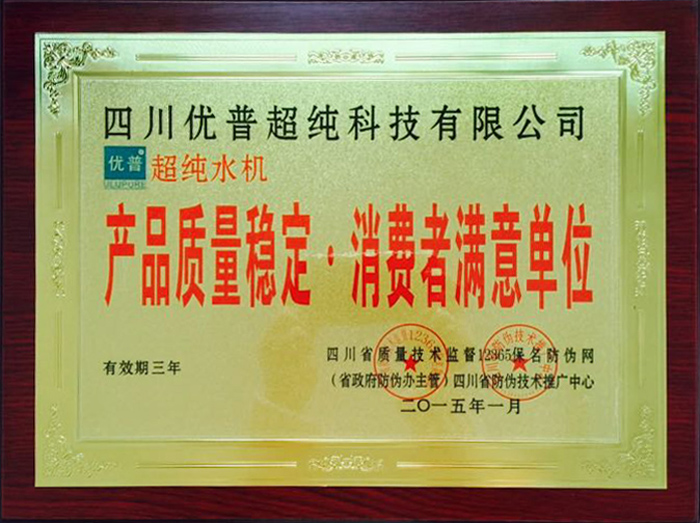 四川优普超纯科技有限公司
优普® 超纯水机
ULUPURE
产品质量稳定·消费者满意单位
四川省质量技术监督12365保名防伪网
有效期三年
(省政府防伪办主管)四川省防伪技术推广中心
二〇一五年一月